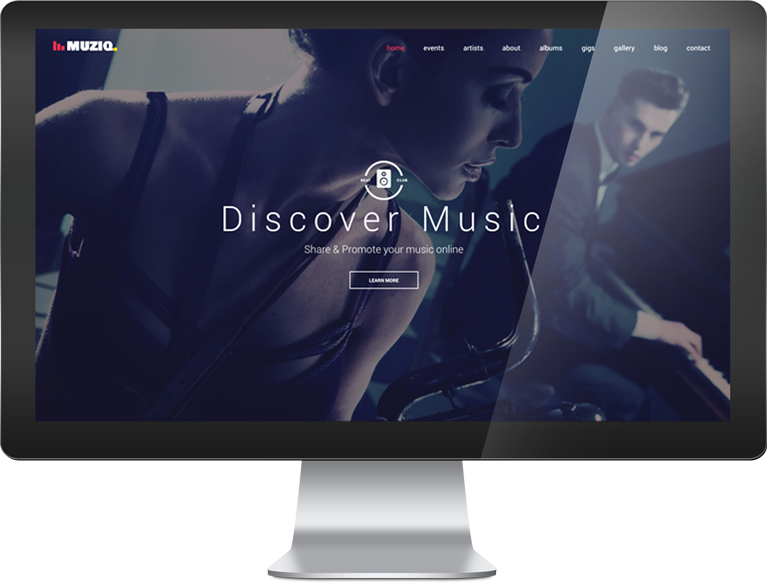 MUZIQ.
home events artists about albums gigs gallery blog contact
CLUB
Discover Music
Share & Promote your music online
LEARN MORE